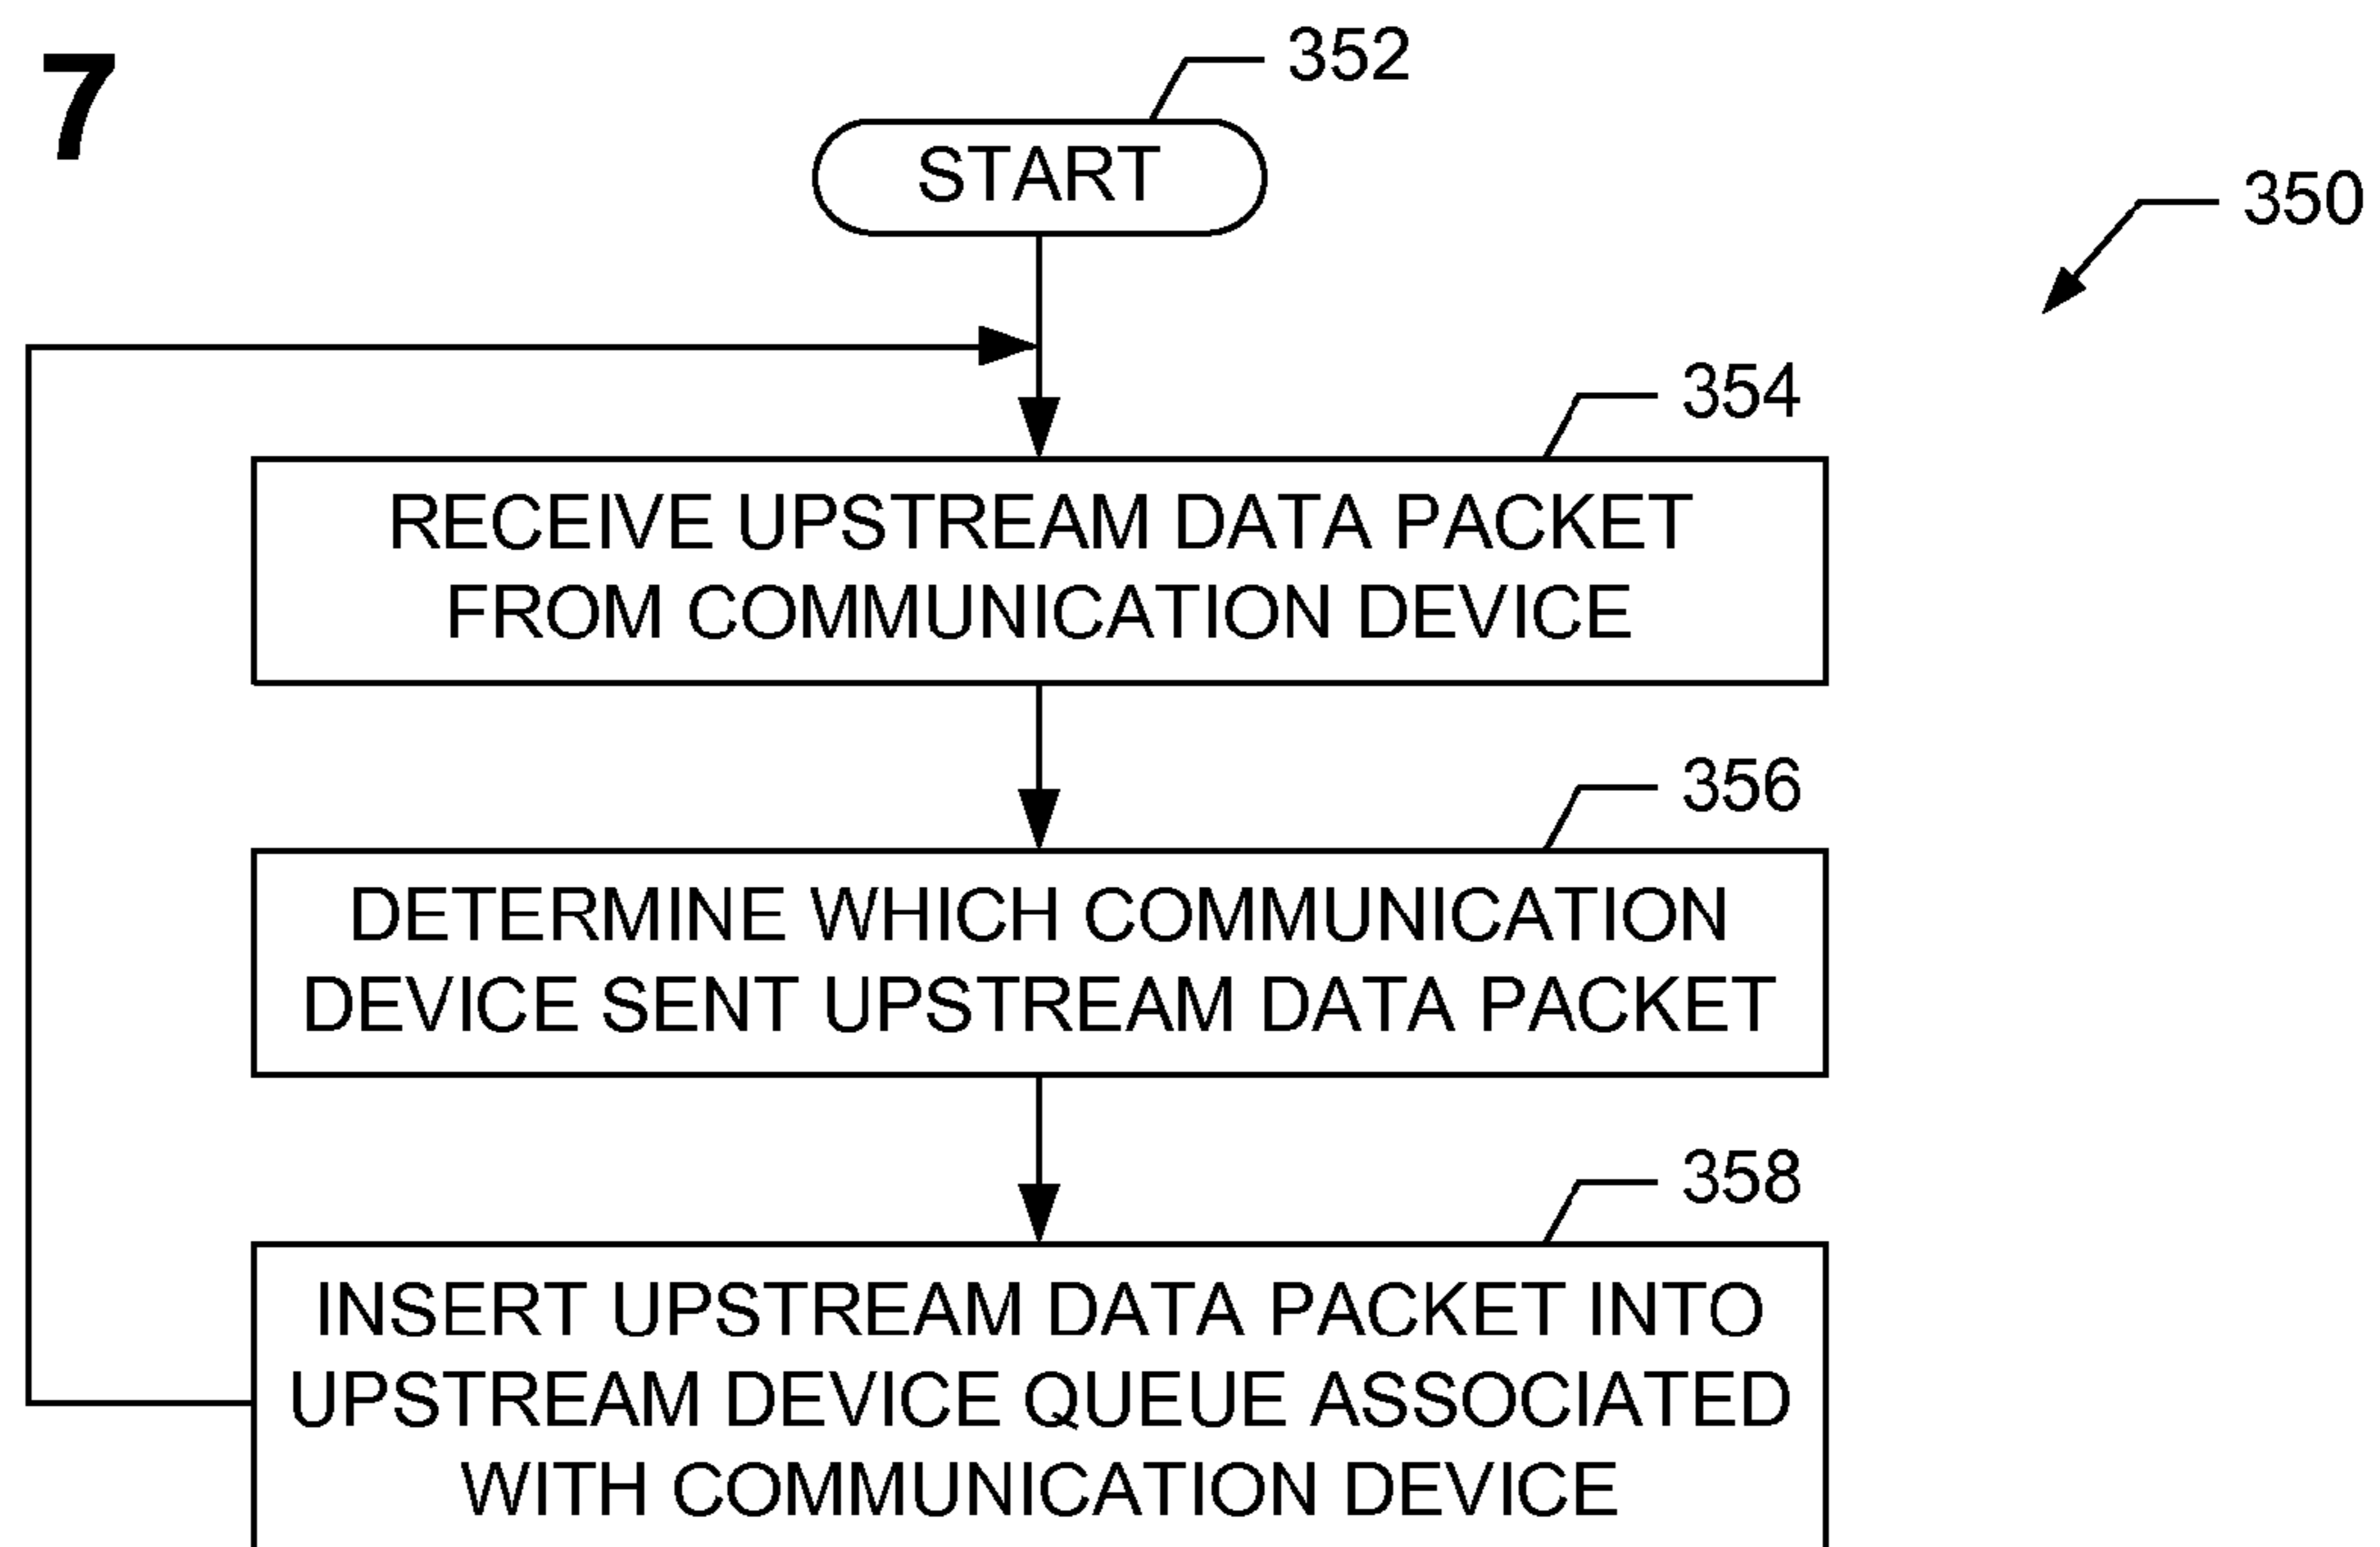 7
352
START
350
354
RECEIVE UPSTREAM DATA PACKET
FROM COMMUNICATION DEVICE
356
DETERMINE WHICH COMMUNICATION
DEVICE SENT UPSTREAM DATA PACKET
358
INSERT UPSTREAM DATA PACKET INTO
UPSTREAM DEVICE QUEUE ASSOCIATED
WITH COMMUNICATION DEVICE